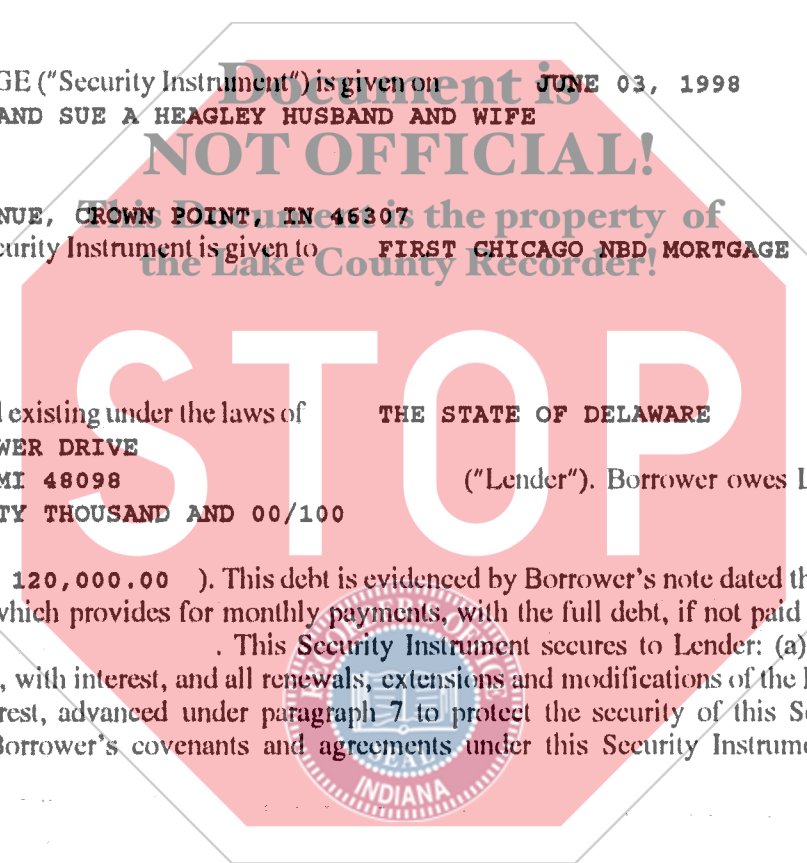 GE ("Security Instrument") is given on JUNE 03, 1998
Document is
AND SUE A HEAGLEY HUSBAND AND WIFE
NOT OFFICIAL!
NUE, CROWN POINT, IN 46307
This Document is the property of
curity Instrument is given to FIRST CHICAGO NBD MORTGAGE
the Lake County Recorder!
STOP
existing under the laws of THE STATE OF DELAWARE
WER DRIVE
MI 48098 ("Lender"). Borrower owes L
TY THOUSAND AND 00/100
120,000.00 ). This debt is evidenced by Borrower's note dated th
which provides for monthly payments, with the full debt, if not paid
. This Security Instrument secures to Lender: (a)
, with interest, and all renewals, extensions and modifications of the
rest, advanced under paragraph 7 to protect the security of this Se
Borrower's covenants and agreements under this Security Instrume
RECORDER'S OFFICE
SEAL
INDIANA